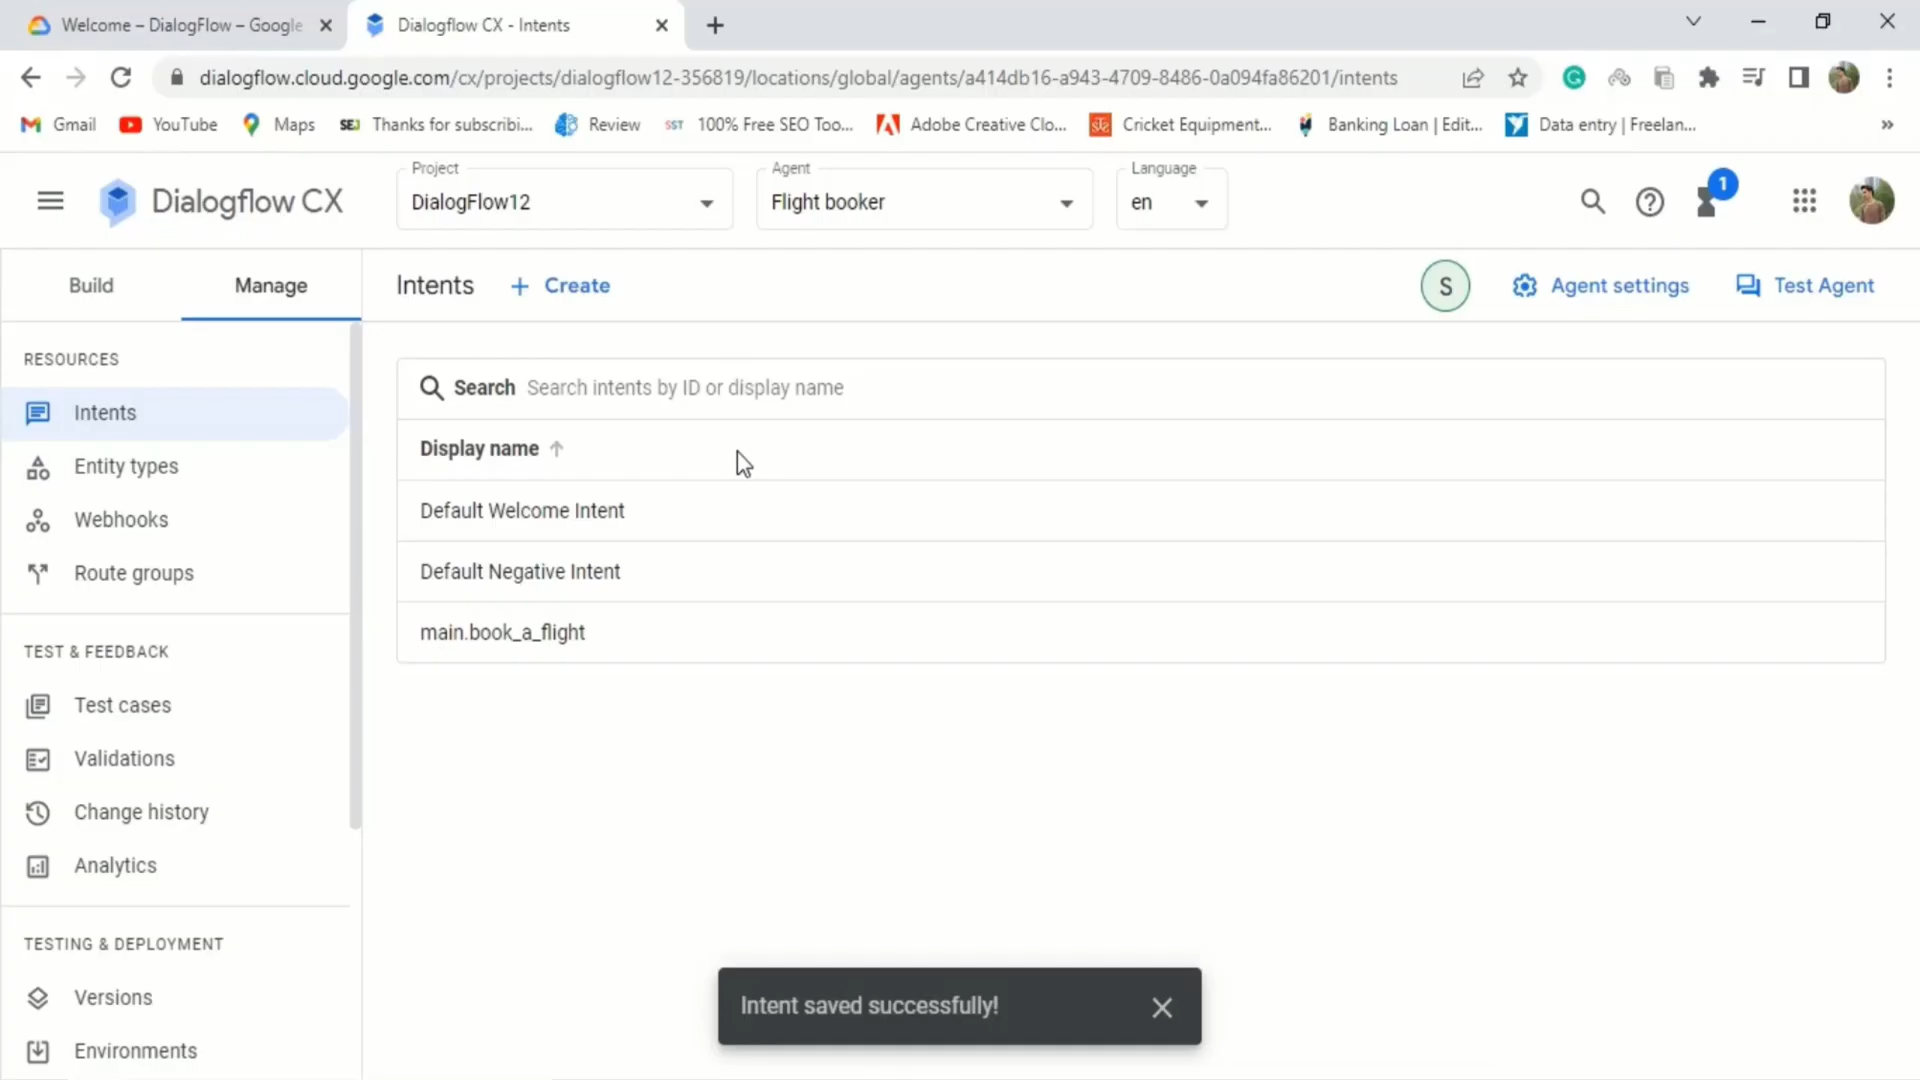 Welcome – DialogFlow – Google
Dialogflow CX - Intents
dialogflow.cloud.google.com/cx/projects/dialogflow12-356819/locations/global/agents/a414db16-a943-4709-8486-0a094fa86201/intents
Gmail
YouTube
Maps
SEJ Thanks for subscribi...
Review
SST 100% Free SEO Too...
Adobe Creative Clo...
Cricket Equipment...
Banking Loan | Edit...
Data entry | Freelan...
»
Dialogflow CX
Project
DialogFlow12
Agent
Flight booker
Language
en
1
Build
Manage
Intents
+ Create
S
Agent settings
Test Agent
RESOURCES
Intents
Entity types
Webhooks
Route groups
TEST & FEEDBACK
Test cases
Validations
Change history
Analytics
TESTING & DEPLOYMENT
Versions
Environments
Search Search intents by ID or display name
Display name
Default Welcome Intent
Default Negative Intent
main.book_a_flight
Intent saved successfully!